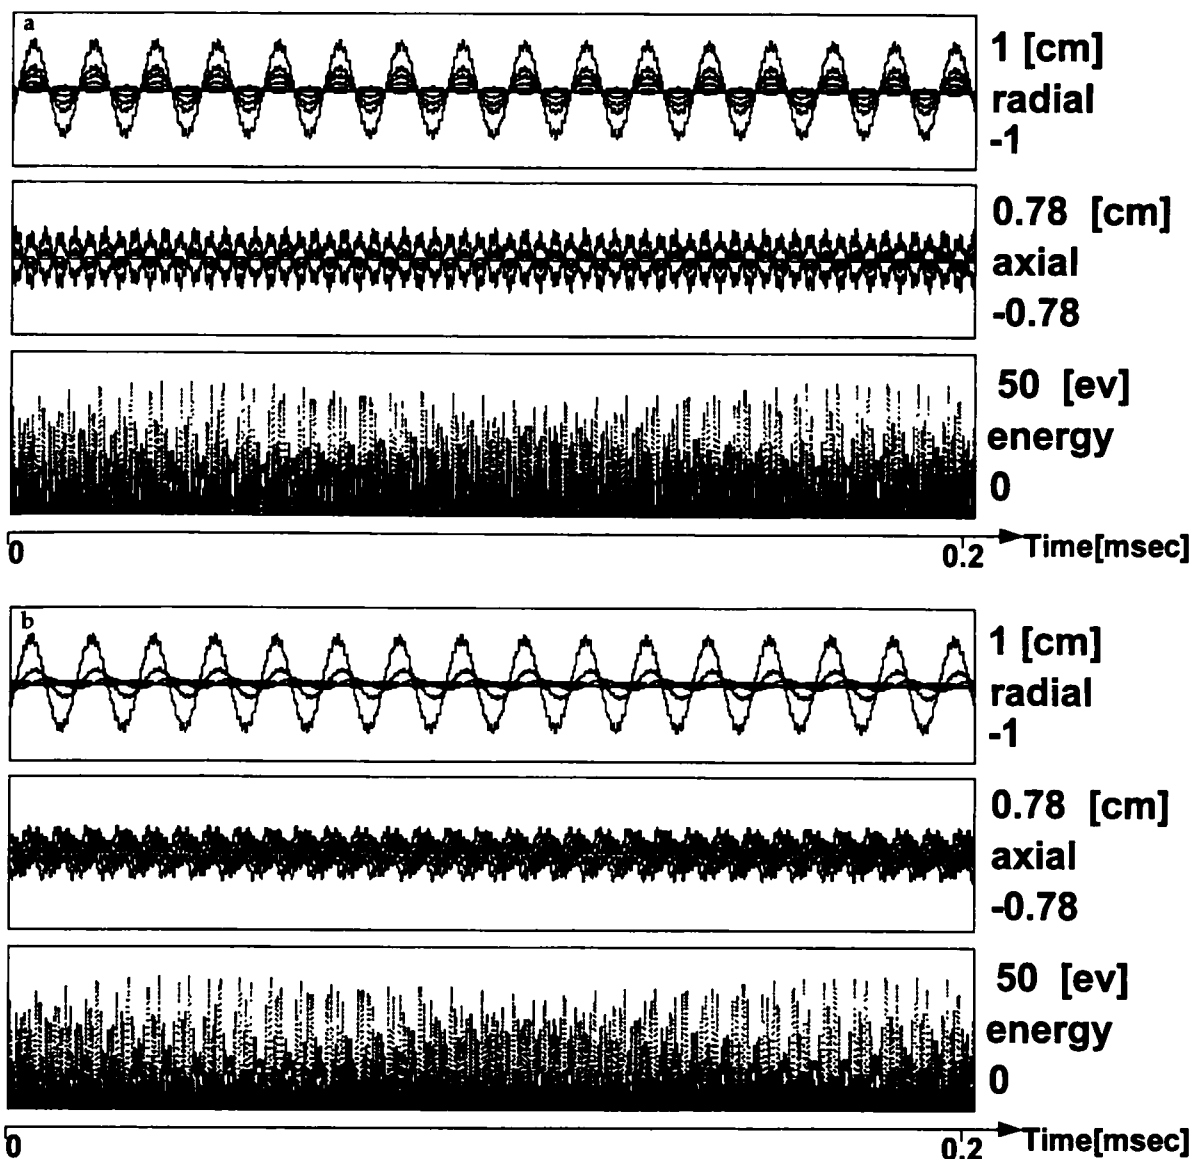 a
1 [cm]
radial
-1
0.78 [cm]
axial
-0.78
50 [ev]
energy
0
0
0.2
Time[msec]
b
1 [cm]
radial
-1
0.78 [cm]
axial
-0.78
50 [ev]
energy
0
0
0.2
Time[msec]